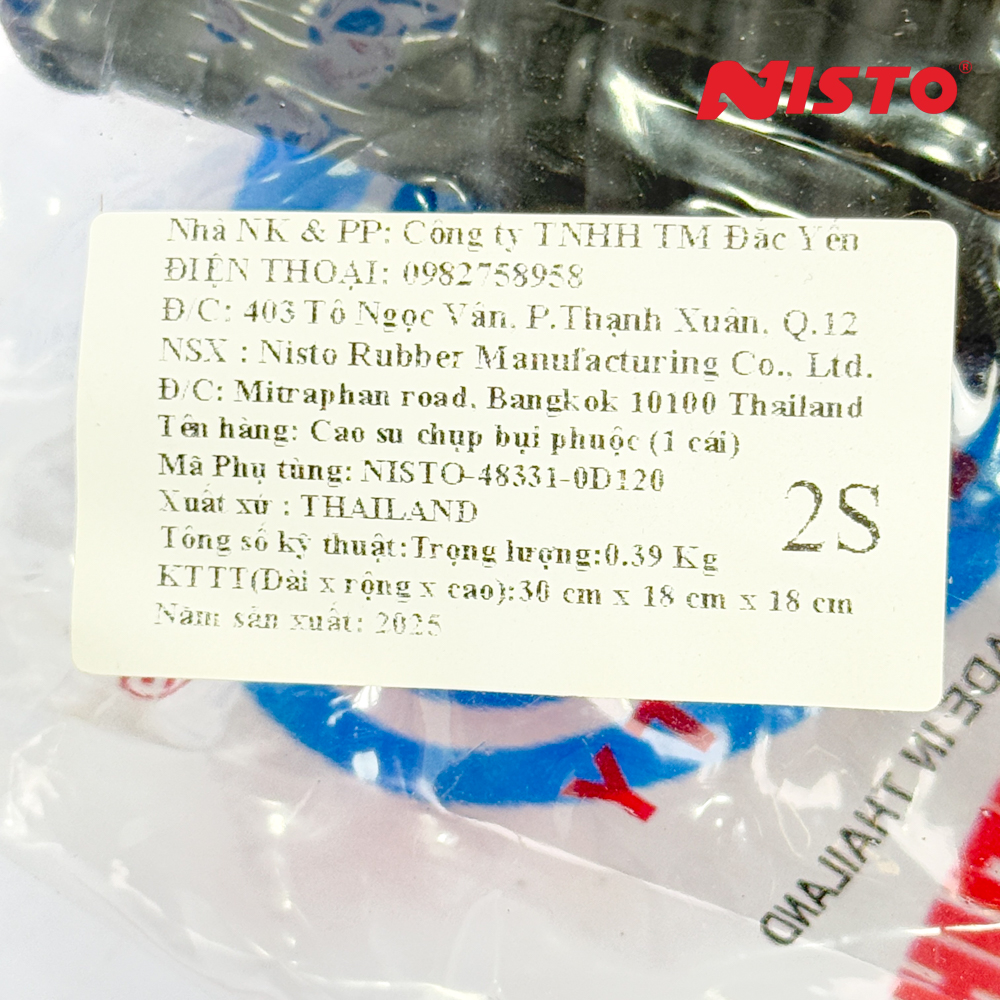 NISTO®
Nhà NK & PP: Công ty TNHH TM Đắc Yến
ĐIỆN THOẠI: 0982758958
Đ/C: 403 Tô Ngọc Vân, P.Thạnh Xuân, Q.12
NSX : Nisto Rubber Manufacturing Co., Ltd.
Đ/C: Mitraphan road, Bangkok 10100 Thailand
Tên hàng: Cao su chụp bụi phuộc (1 cái)
Mã Phụ tùng: NISTO-48331-0D120
Xuất xứ : THAILAND
2S
Tông số kỹ thuật:Trọng lượng:0.39 Kg
KTTT(Dài x rộng x cao):30 cm x 18 cm x 18 cm
Năm sản xuất: 2025
IN THAILAND